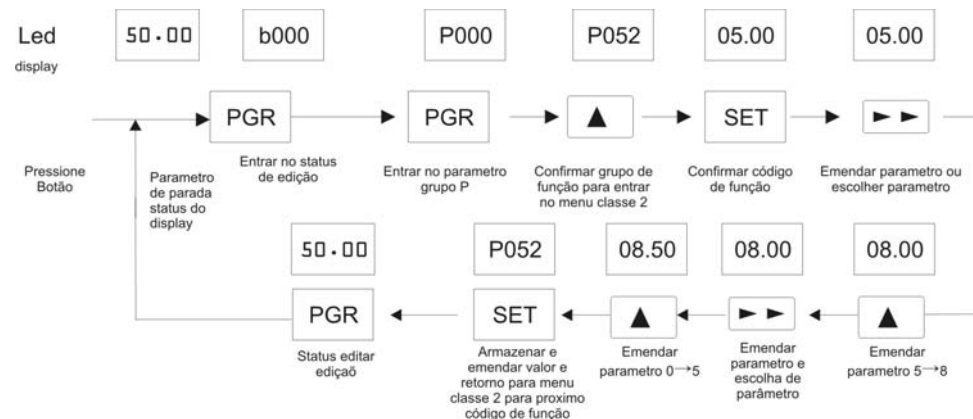 Led
display
50.00
b000
P000
P052
05.00
05.00
PGR
PGR
SET
Pressione
Botão
Parametro
de parada
status do
display
Entrar no status
de edição
Entrar no parametro
grupo P
Confirmar grupo de
função para entrar
no menu classe 2
Confirmar código
de função
Emendar parametro ou
escolher parametro
50.00
P052
08.50
08.00
08.00
PGR
SET
Status editar
ediçaõ
Armazenar e
emendar valor e
retorno para menu
classe 2 para proximo
código de função
Emendar
parametro 0→5
Emendar
parametro e
escolha de
parâmetro
Emendar
parametro 5→8